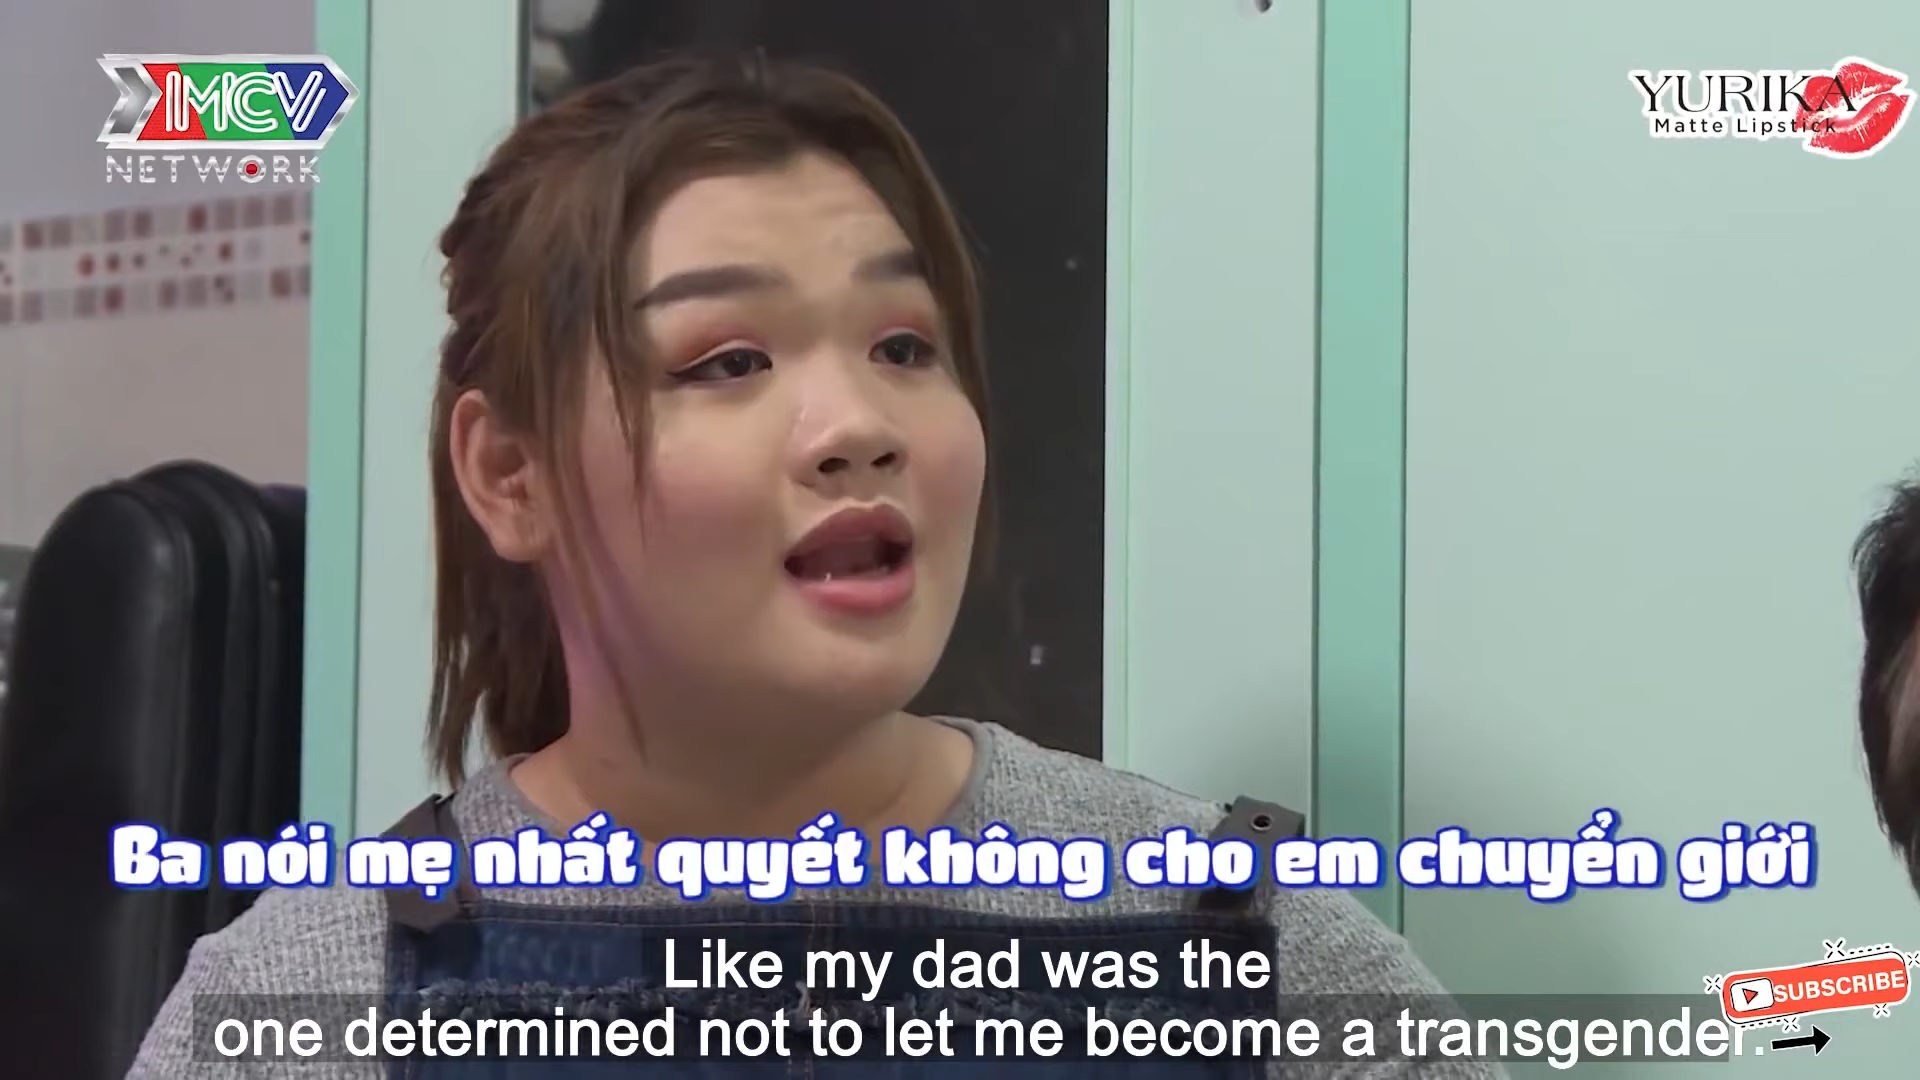 MCV
NETWORK
YURIKA
Matte Lipstick
Ba nói mẹ nhất quyết không cho em chuyển giới
Like my dad was the
one determined not to let me become a transgender.
SUBSCRIBE